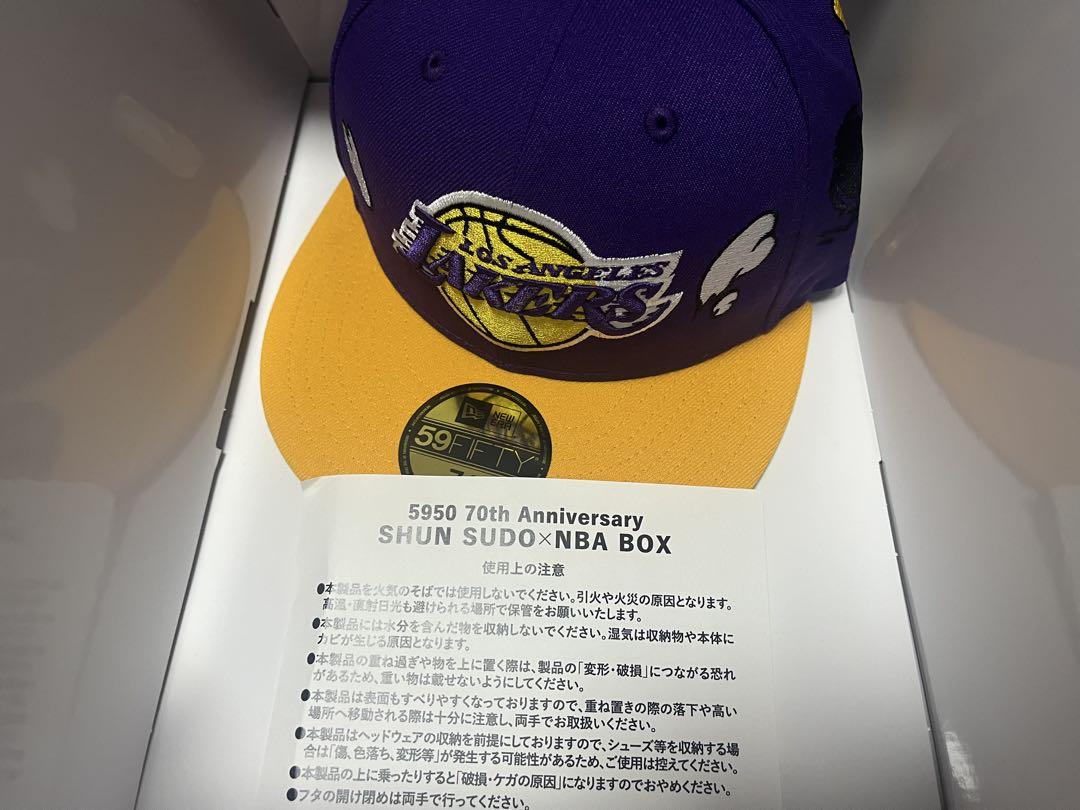 LOS ANGELES
LAKERS
NEW ERA
59FIFTY
5950 70th Anniversary
SHUN SUDO×NBA BOX
使用上の注意
●本製品を火気のそばでは使用しないでください。引火や火災の原因となります。
高温・直射日光も避けられる場所で保管をお願いいたします。
●本製品には水分を含んだ物を収納しないでください。湿気は収納物や本体に
カビが生じる原因となります。
●本製品の重ね過ぎや物を上に置く際は、製品の「変形・破損」につながる恐れ
があるため、重い物は載せないようにしてください。
●本製品は表面もすべりやすくなっておりますので、重ね置きの際の落下や高い
場所へ移動される際は十分に注意し、両手でお取扱いください。
●本製品はヘッドウェアの収納を前提にしておりますので、シューズ等を収納する場
合は「傷、色落ち、変形等」が発生する可能性があるため、ご使用は控えてください。
●本製品の上に乗ったりすると「破損・ケガの原因」になりますのでおやめください。
●フタの開け閉めは両手で行ってください。